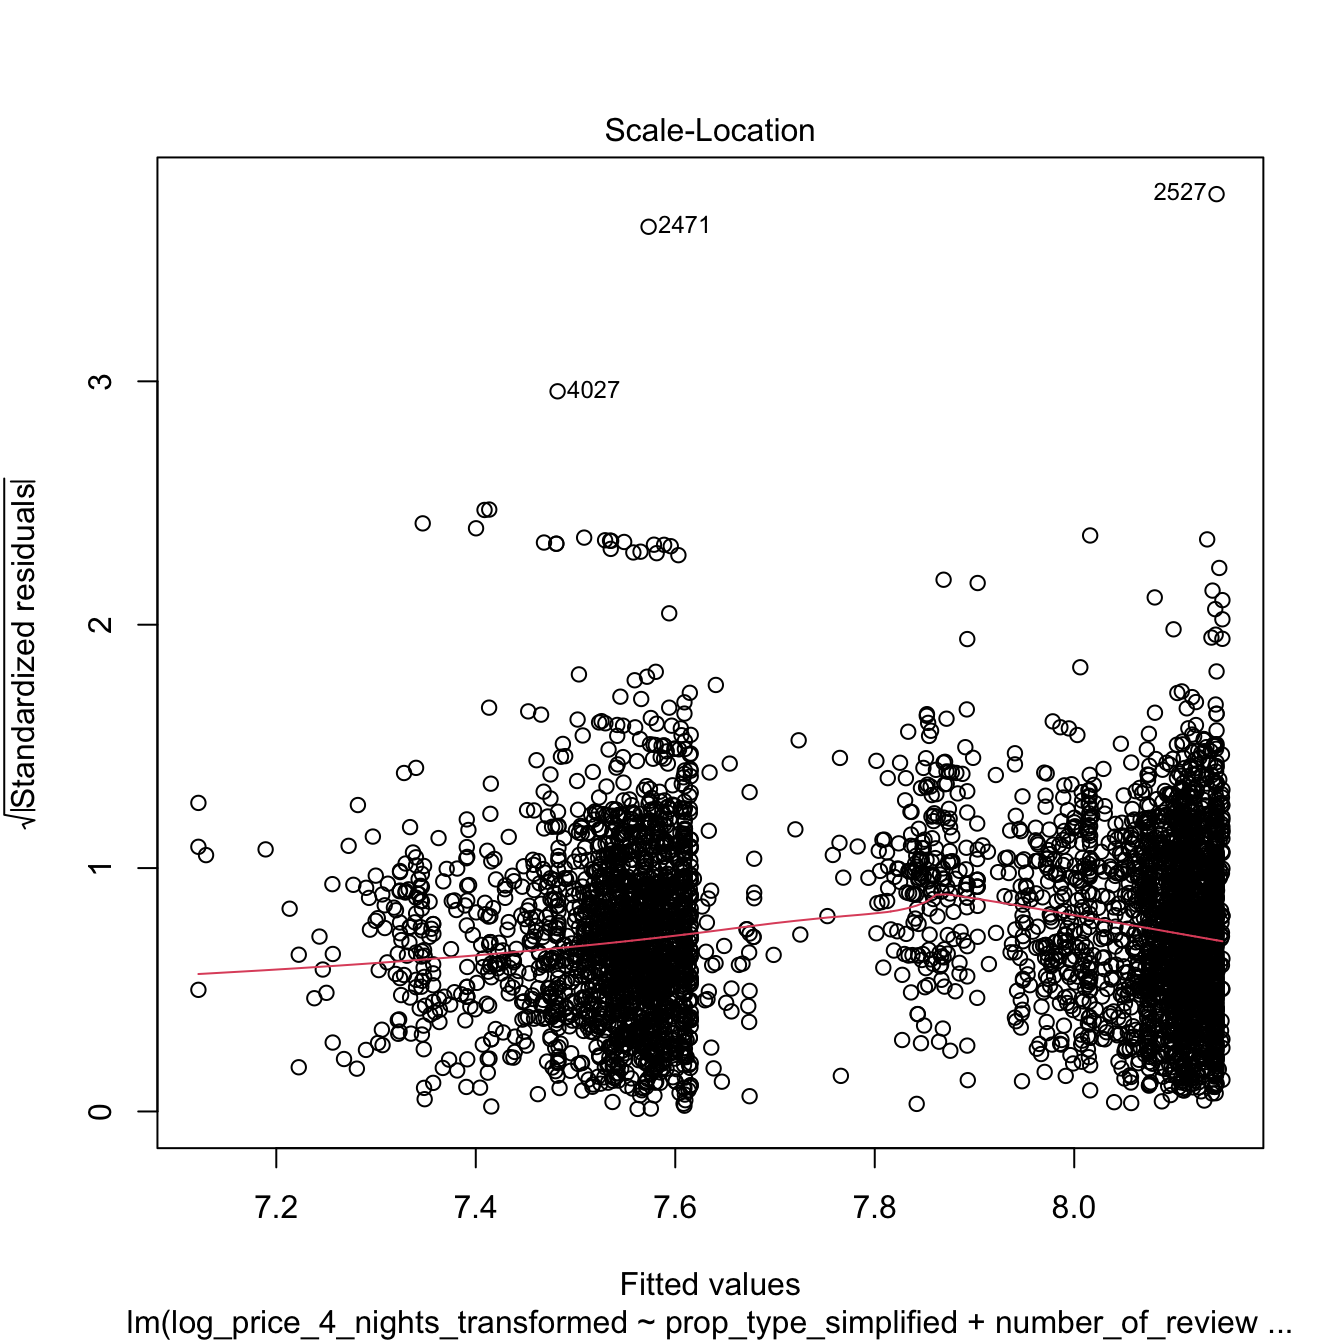 Scale-Location
2527
2471
4027
√|Standardized residuals|
3
2
1
0
7.2 7.4 7.6 7.8 8.0
Fitted values
lm(log_price_4_nights_transformed ~ prop_type_simplified + number_of_review ...